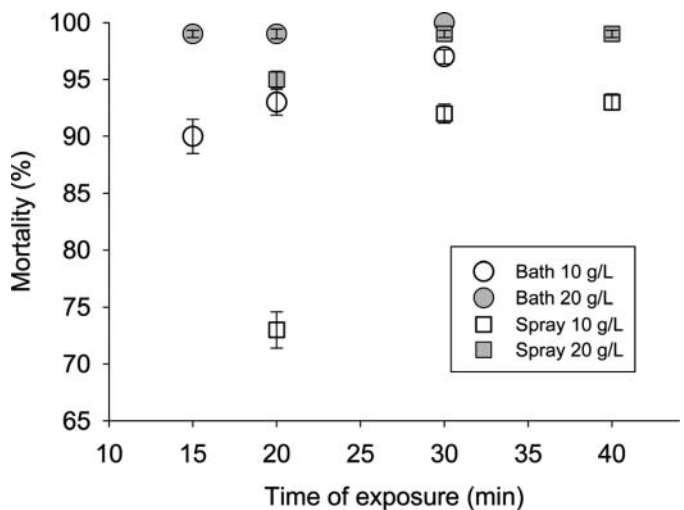 100
95
90
85
80
75
70
65
Mortality (%)
Bath 10 g/L
Bath 20 g/L
Spray 10 g/L
Spray 20 g/L
10 15 20 25 30 35 40
Time of exposure (min)